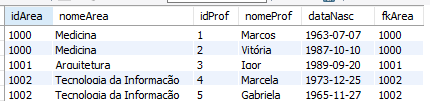 idArea nomeArea idProf nomeProf dataNasc fkArea
1000 Medicina 1 Marcos 1963-07-07 1000
1000 Medicina 2 Vitória 1987-10-10 1000
1001 Arquitetura 3 Igor 1989-09-20 1001
1002 Tecnologia da Informação 4 Marcela 1973-12-25 1002
1002 Tecnologia da Informação 5 Gabriela 1965-11-27 1002